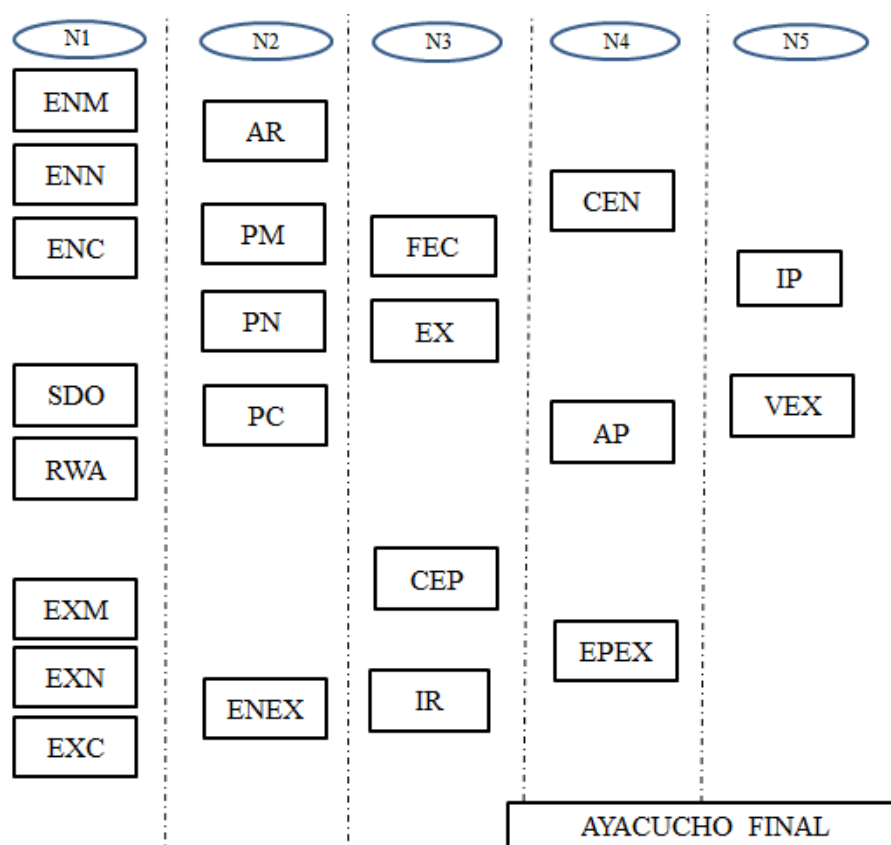 N1
N2
N3
N4
N5
ENM
ENN
ENC
SDO
RWA
EXM
EXN
EXC
AR
PM
PN
PC
ENEX
FEC
EX
CEP
IR
CEN
AP
EPEX
IP
VEX
AYACUCHO FINAL